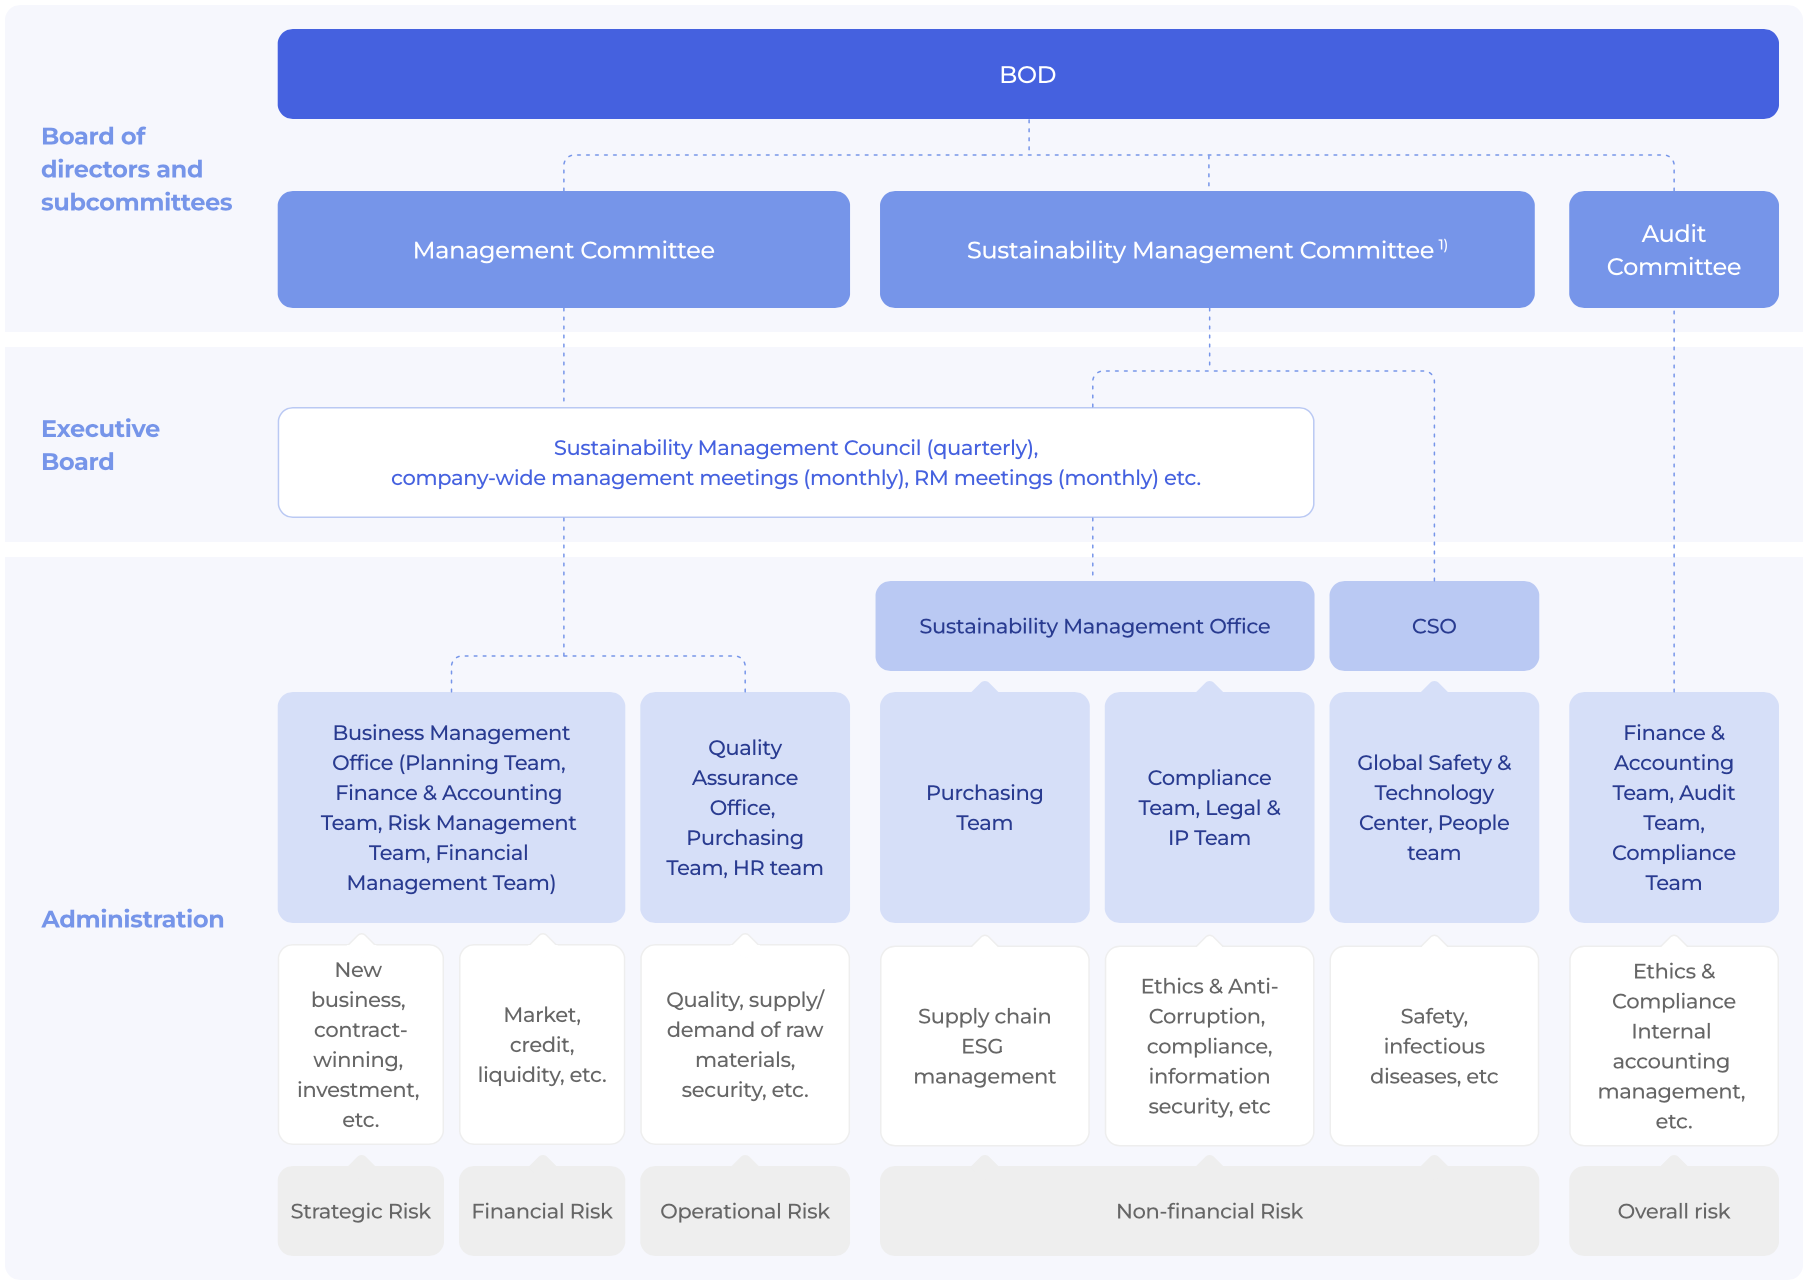 BOD
Board of
directors and
subcommittees
Management Committee
Sustainability Management Committee 1)
Audit
Committee
Executive
Board
Sustainability Management Council (quarterly),
company-wide management meetings (monthly), RM meetings (monthly) etc.
Administration
Sustainability Management Office
CSO
Business Management
Office (Planning Team,
Finance & Accounting
Team, Risk Management
Team, Financial
Management Team)
Quality
Assurance
Office,
Purchasing
Team, HR team
Purchasing
Team
Compliance
Team, Legal &
IP Team
Global Safety &
Technology
Center, People
team
Finance &
Accounting
Team, Audit
Team,
Compliance
Team
New
business,
contract-
winning,
investment,
etc.
Market,
credit,
liquidity, etc.
Quality, supply/
demand of raw
materials,
security, etc.
Supply chain
ESG
management
Ethics & Anti-
Corruption,
compliance,
information
security, etc
Safety,
infectious
diseases, etc
Ethics &
Compliance
Internal
accounting
management,
etc.
Strategic Risk
Financial Risk
Operational Risk
Non-financial Risk
Overall risk